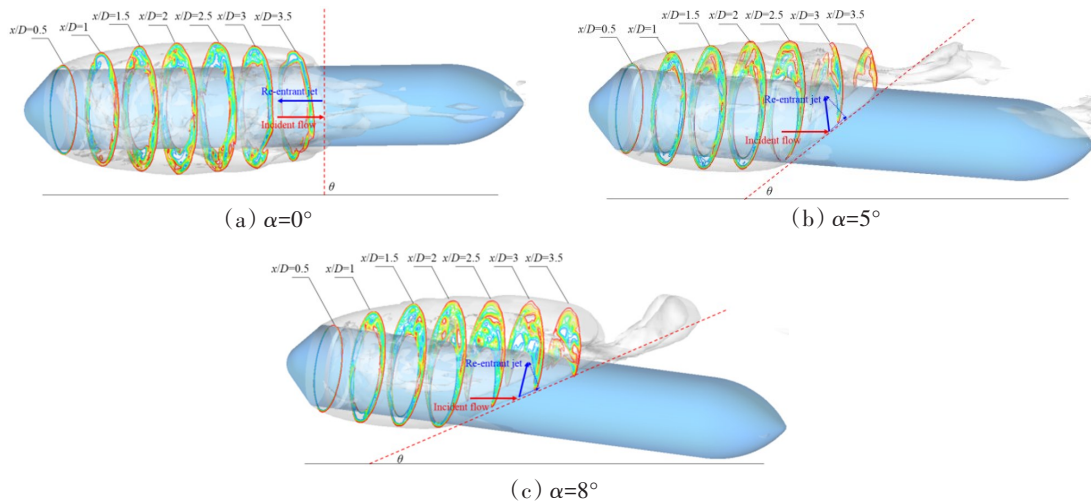 x/D=0.5
x/D=1
x/D=1.5
x/D=2
x/D=2.5
x/D=3
x/D=3.5
Re-entrant jet
Incident flow
θ
(a) α=0°
x/D=0.5
x/D=1
x/D=1.5
x/D=2
x/D=2.5
x/D=3
x/D=3.5
Re-entrant jet
Incident flow
θ
(b) α=5°
x/D=0.5
x/D=1
x/D=1.5
x/D=2
x/D=2.5
x/D=3
x/D=3.5
Re-entrant jet
Incident flow
θ
(c) α=8°